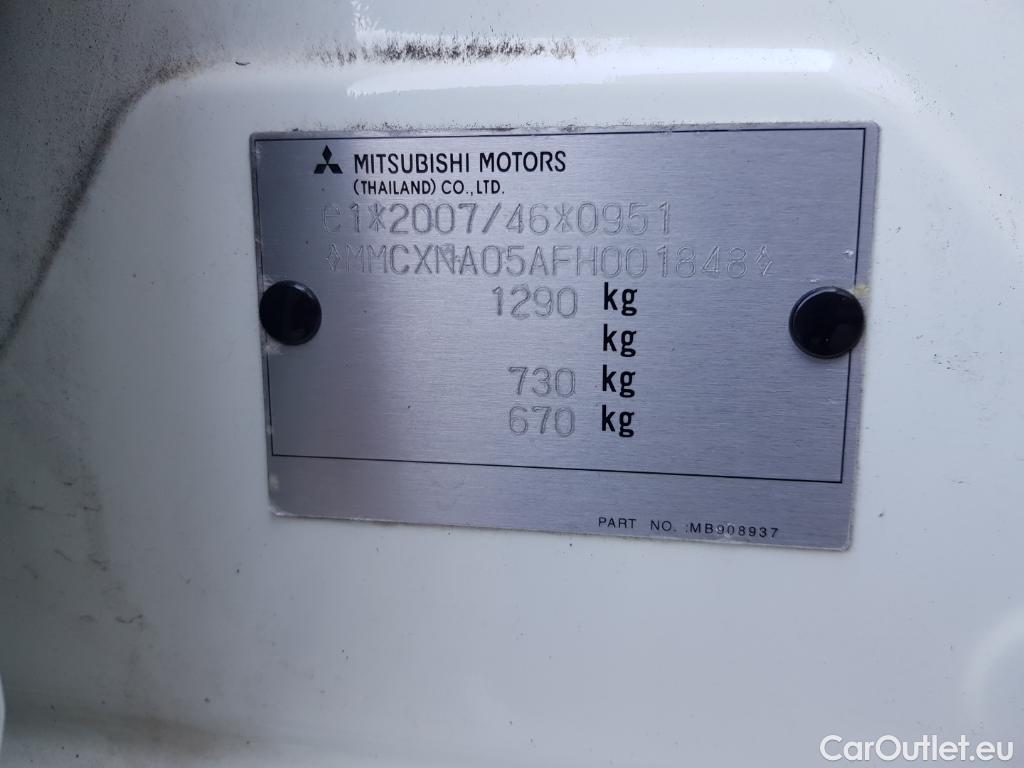 MITSUBISHI MOTORS
(THAILAND) CO.,LTD.
e1*2007/46*0951
MMCXNA05AFH001848
1290 kg
kg
730 kg
670 kg
PART NO. :MB908937
CarOutlet.eu